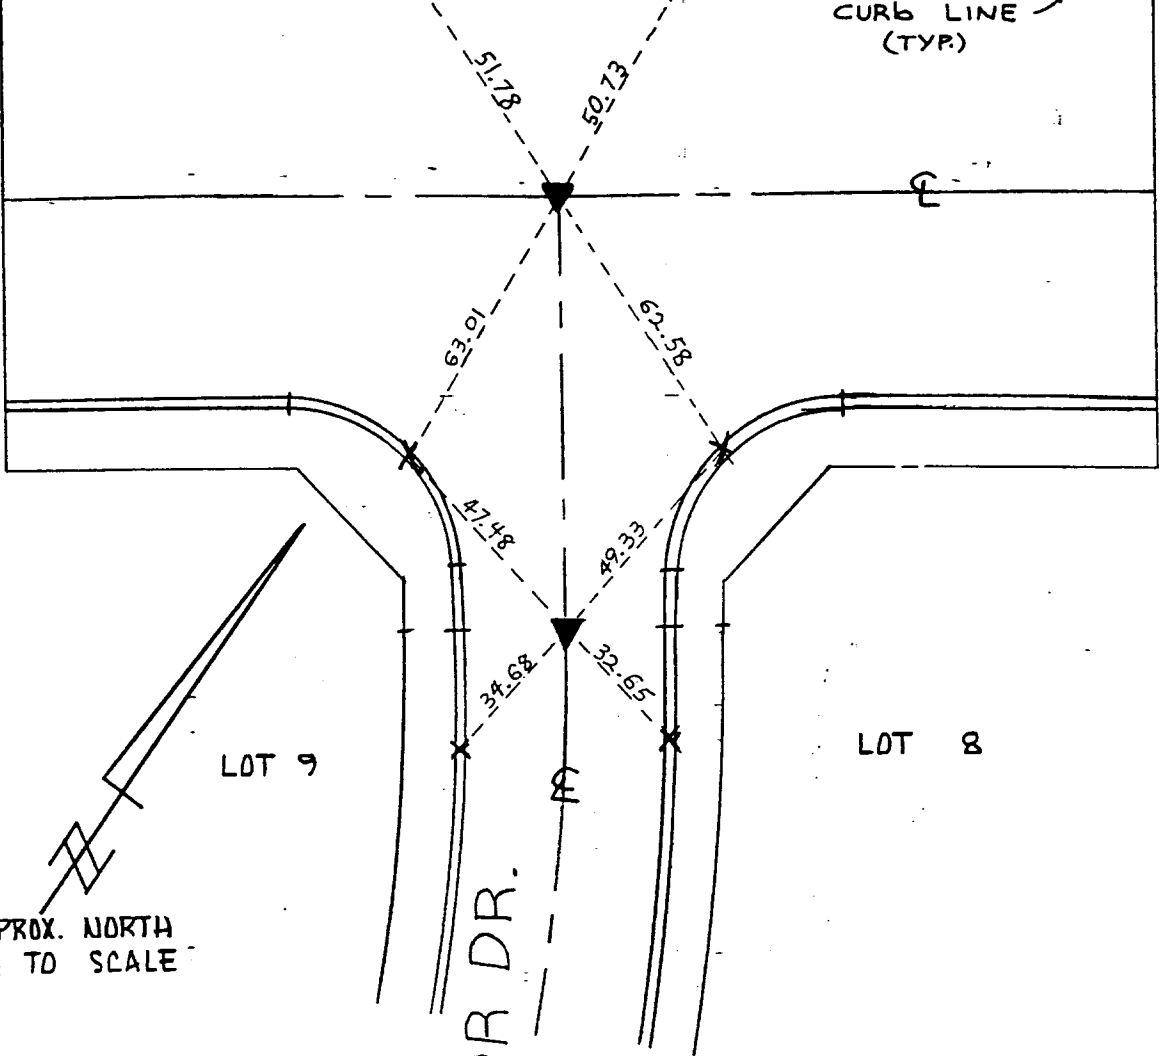 CURb LINE
(TYP.)
51.78
50.73
℄
63.01
62.58
47.48
49.33
34.68
32.65
LOT 9
LOT 8
℄
N
PROX. NORTH
TO SCALE
DR.